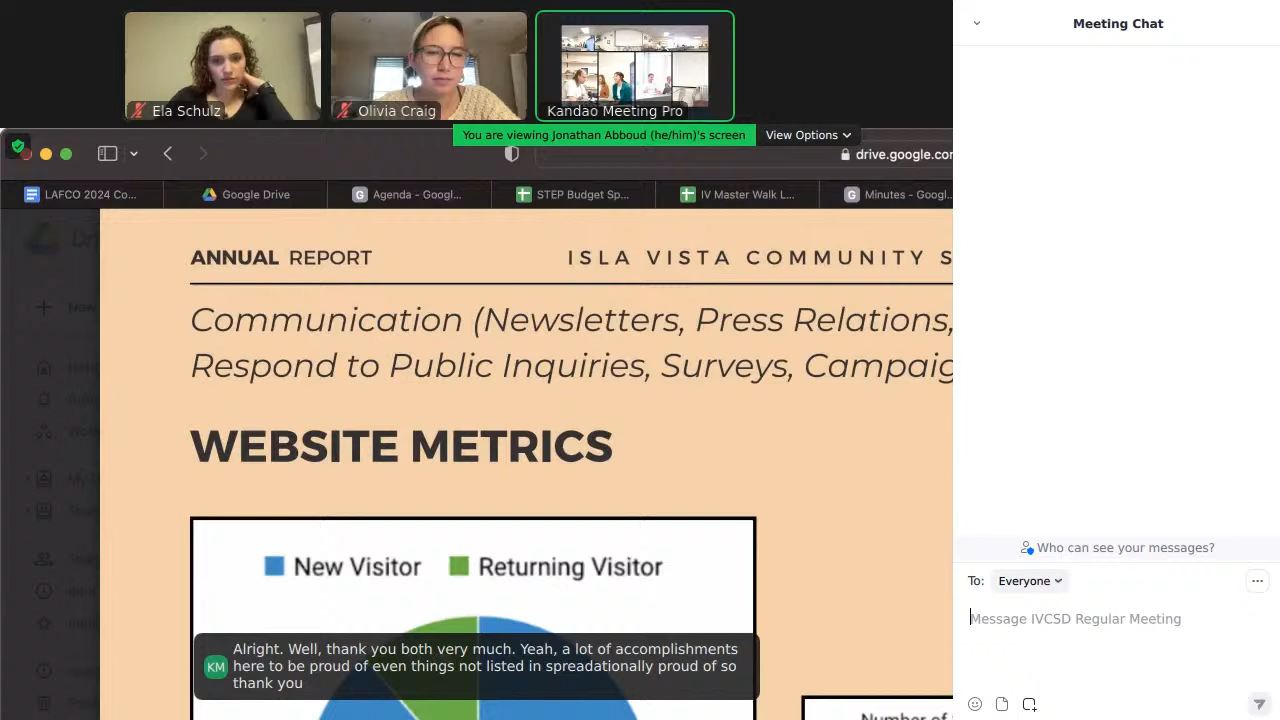 Meeting Chat
Ela Schulz
Olivia Craig
Kandao Meeting Pro
You are viewing Jonathan Abboud (he/him)'s screen
View Options
drive.google.com
LAFCO 2024 Co...
Google Drive
G Agenda - Googl...
STEP Budget Sp...
IV Master Walk L...
G Minutes - Googl...
ANNUAL REPORT
ISLA VISTA COMMUNITY S
Communication (Newsletters, Press Relations,
Respond to Public Inquiries, Surveys, Campaig
WEBSITE METRICS
New Visitor
Returning Visitor
KM
Alright. Well, thank you both very much. Yeah, a lot of accomplishments
here to be proud of even things not listed in spreadationally proud of so
thank you
Number of
Who can see your messages?
To: Everyone
Message IVCSD Regular Meeting